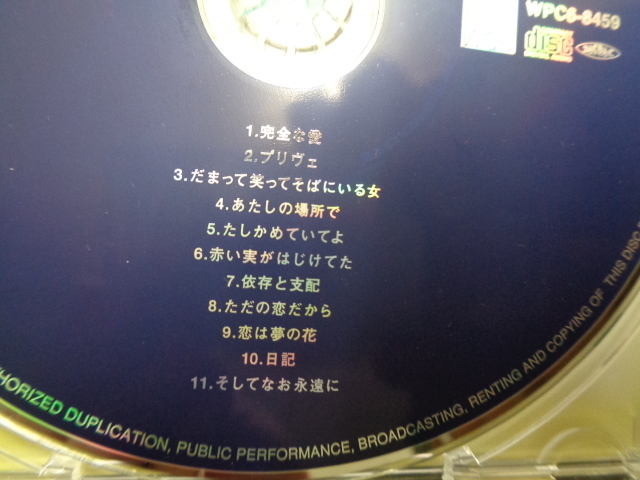 WPC6-8459
COMPACT
disc
DIGITAL AUDIO
1.完全な愛
2.プリヴェ
3.だまって笑ってそばにいる女
4.あたしの場所で
5.たしかめていてよ
6.赤い実がはじけてた
7.依存と支配
8.ただの恋だから
9.恋は夢の花
10.日記
11.そしてなお永遠に
HORIZED DUPLICATION, PUBLIC PERFORMANCE, BROADCASTING, RENTING AND COPYING OF THIS DISC